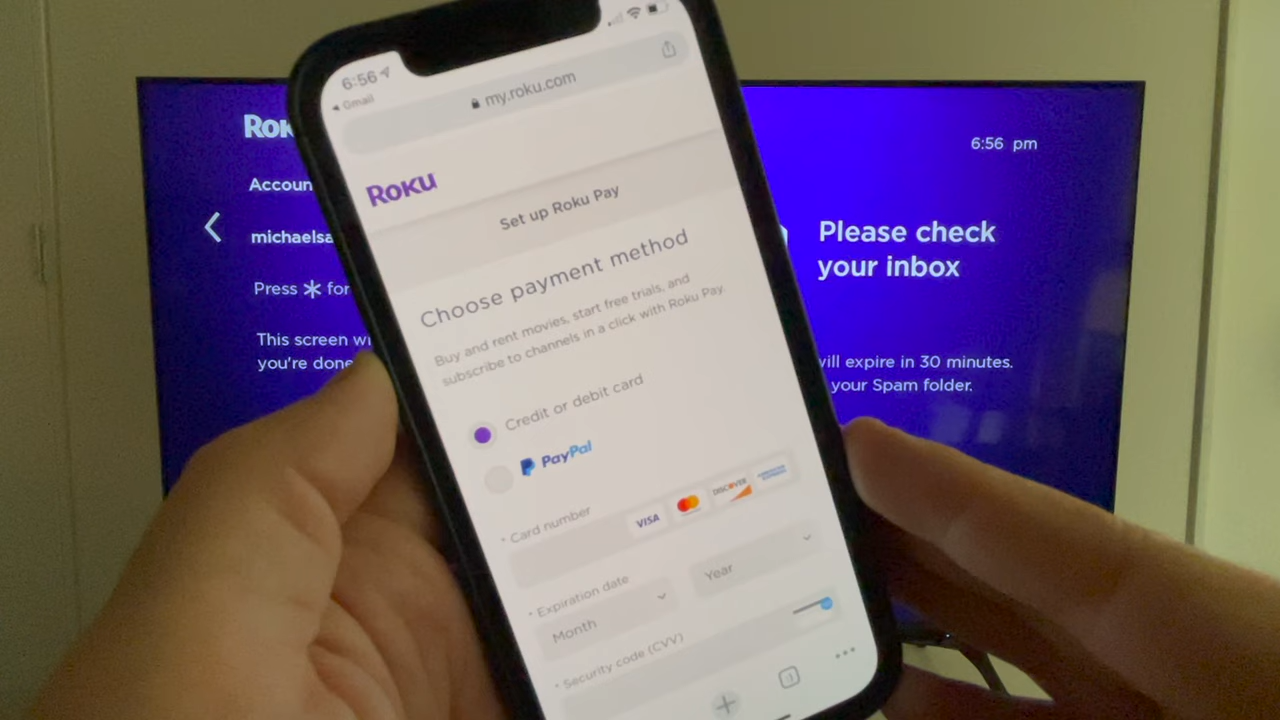 6:56
Gmail
my.roku.com
Roku
Set up Roku Pay
Choose payment method
Buy and rent movies, start free trials, and
subscribe to channels in a click with Roku Pay.
Credit or debit card
PayPal
* Card number
VISA
DISCOVER
AMERICAN EXPRESS
* Expiration date
Month
Year
* Security code (CVV)
Rok
Accoun
michaelsa
Press * for
This screen w
you're done
6:56 pm
Please check
your inbox
will expire in 30 minutes.
your Spam folder.